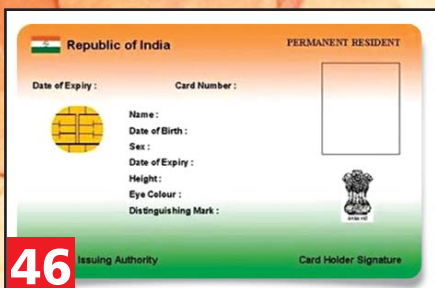 Republic of India PERMANENT RESIDENT
Date of Expiry : Card Number :
Name :
Date of Birth :
Sex :
Date of Expiry :
Height :
Eye Colour :
Distinguishing Mark :
46 Issuing Authority Card Holder Signature